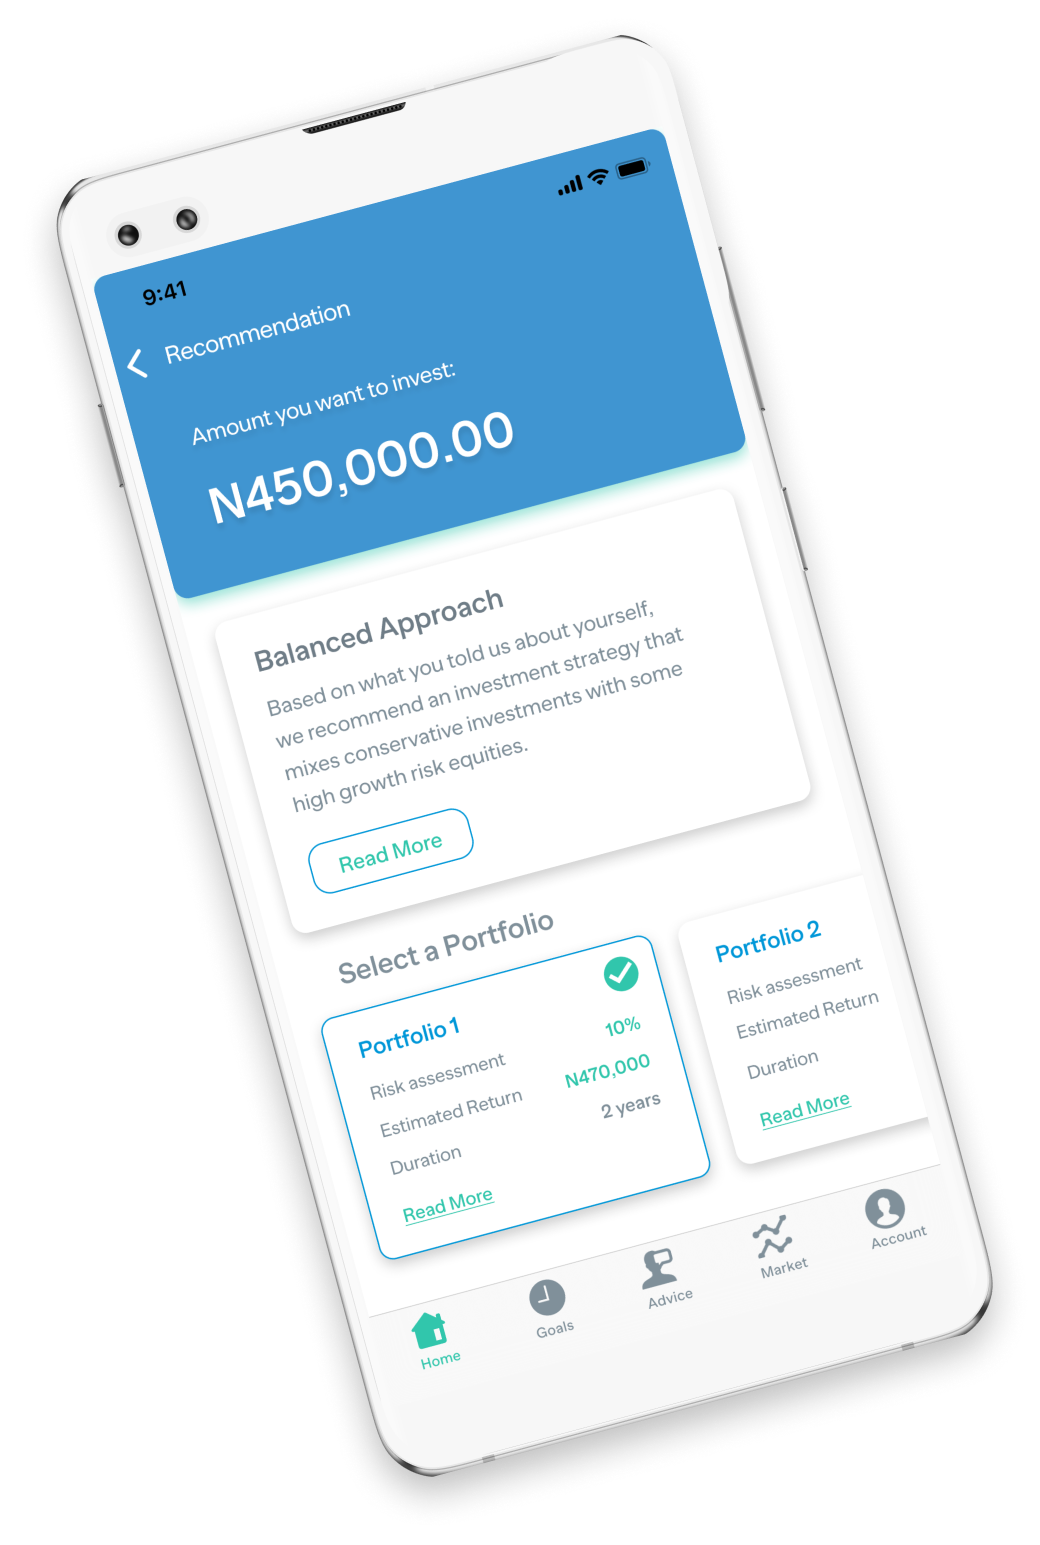 9:41
Recommendation
Amount you want to invest:
N450,000.00
Balanced Approach
Based on what you told us about yourself,
we recommend an investment strategy that
mixes conservative investments with some
high growth risk equities.
Read More
Select a Portfolio
Portfolio 1
Risk assessment 10%
Estimated Return N470,000
Duration 2 years
Read More
Portfolio 2
Risk assessment
Estimated Return
Duration
Read More
Home
Goals
Advice
Market
Account